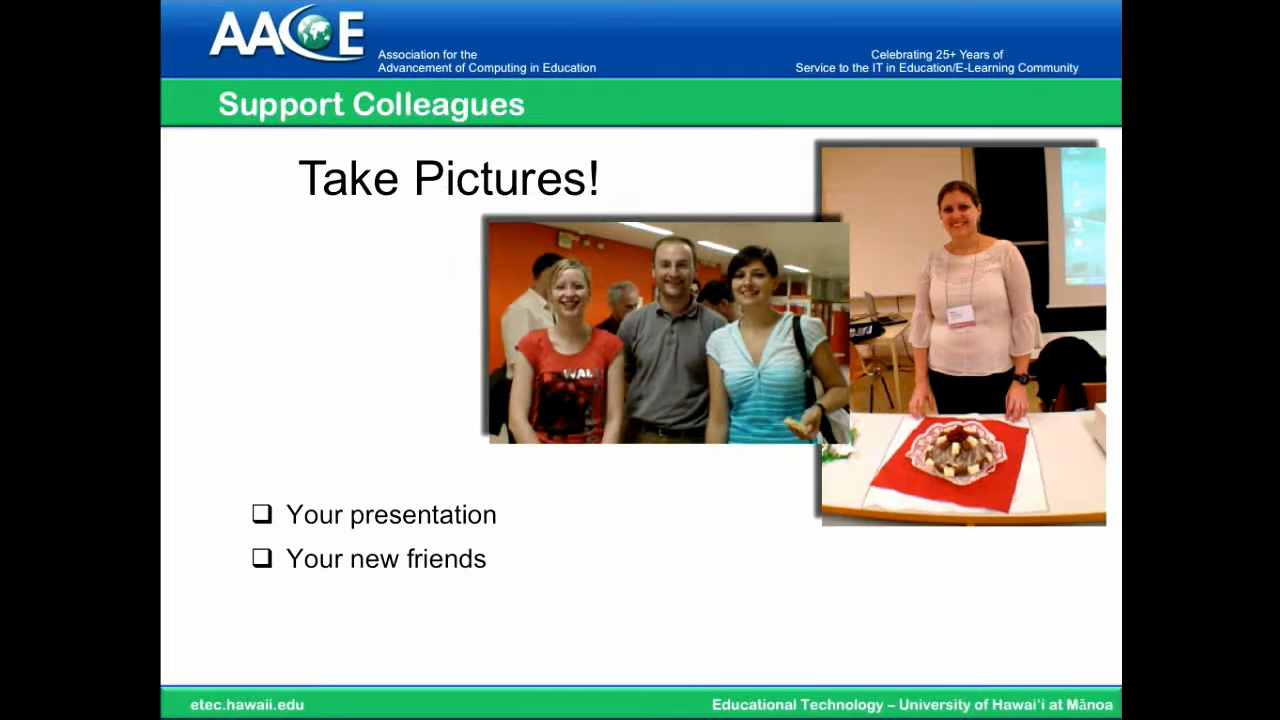 AACE
Association for the
Advancement of Computing in Education
Celebrating 25+ Years of
Service to the IT in Education/E-Learning Community
Support Colleagues
Take Pictures!
WALL
❑ Your presentation
❑ Your new friends
etec.hawaii.edu
Educational Technology – University of Hawaiʻi at Mānoa